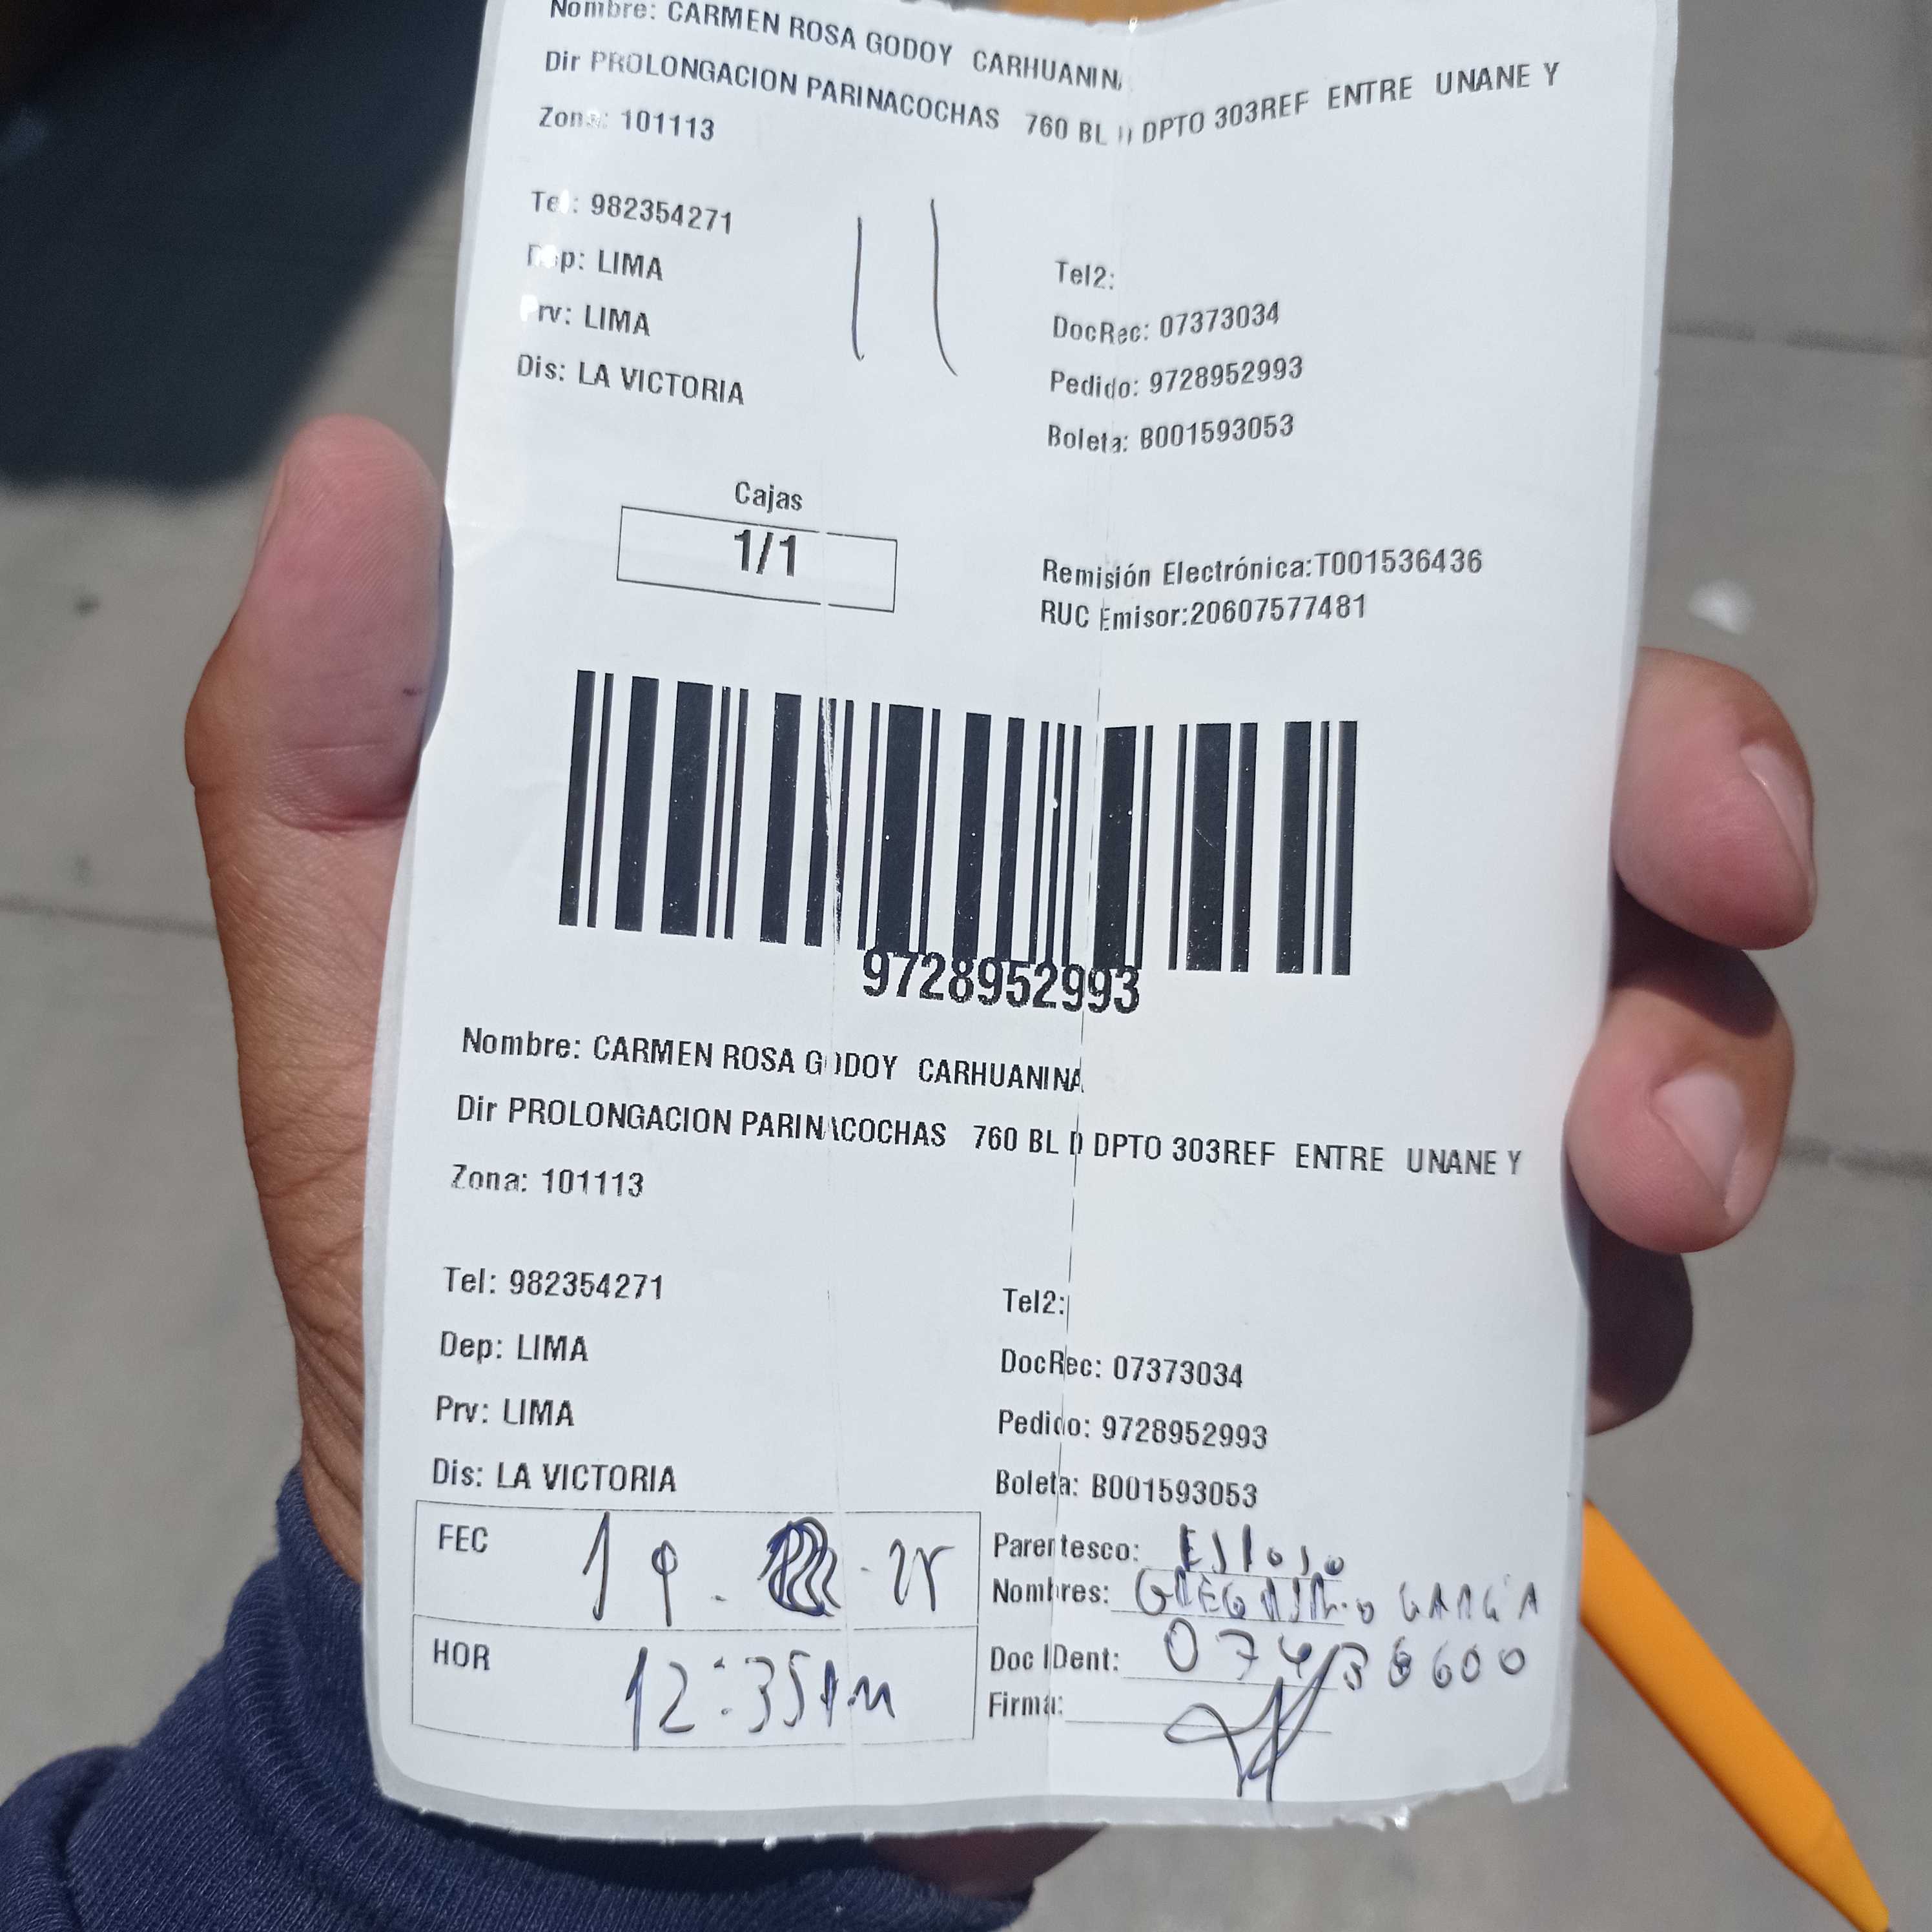 Nombre: CARMEN ROSA GODOY CARHUANINA
Dir PROLONGACION PARINACOCHAS 760 BL D DPTO 303REF ENTRE UNANE Y
Zona: 101113
Tel: 982354271
Dep: LIMA
Tel2:
Prv: LIMA
DocRec: 07373034
Dis: LA VICTORIA
Pedido: 9728952993
Boleta: B001593053
Cajas
1/1
Remisión Electrónica:T001536436
RUC Emisor:20607577481
9728952993
Nombre: CARMEN ROSA GODOY CARHUANINA
Dir PROLONGACION PARINACOCHAS 760 BL D DPTO 303REF ENTRE UNANE Y
Zona: 101113
Tel: 982354271
Tel2:
Dep: LIMA
DocRec: 07373034
Prv: LIMA
Pedido: 9728952993
Dis: LA VICTORIA
Boleta: B001593053
FEC
Parentesco: ESPOSO
Nombres: GARCIA
HOR 12:35
Doc IDent:
Firma: